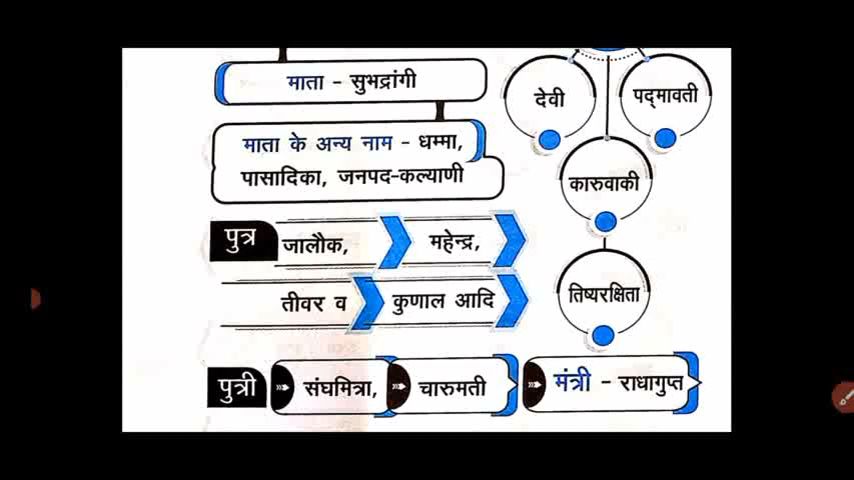 माता - सुभद्रांगी
माता के अन्य नाम - धम्मा,
पासादिका, जनपद-कल्याणी
देवी
पद्मावती
कारुवाकी
तिष्यरक्षिता
पुत्र
जालौक,
महेन्द्र,
तीवर व
कुणाल आदि
पुत्री
संघमित्रा,
चारुमती
मंत्री - राधागुप्त